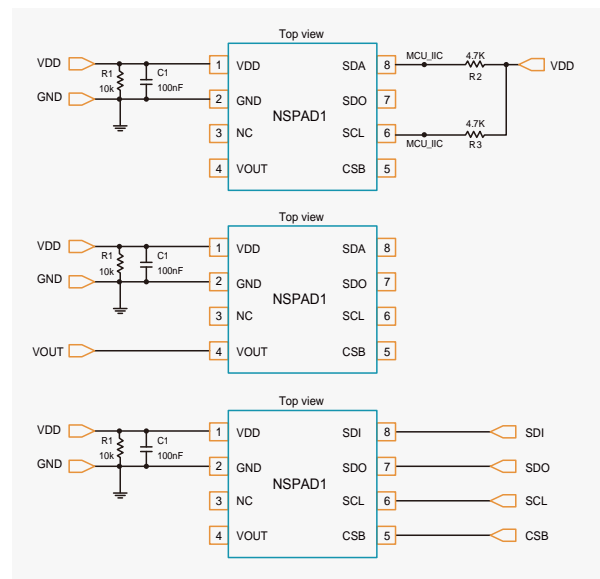 Top view
VDD R1 10k C1 100nF 1 VDD SDA 8 MCU_IIC 4.7K R2 VDD
GND 2 GND SDO 7
NSPAD1
3 NC SCL 6 MCU_IIC 4.7K R3
4 VOUT CSB 5
Top view
VDD R1 10k C1 100nF 1 VDD SDA 8
GND 2 GND SDO 7
NSPAD1
3 NC SCL 6
VOUT 4 VOUT CSB 5
Top view
VDD R1 10k C1 100nF 1 VDD SDI 8 SDI
GND 2 GND SDO 7 SDO
NSPAD1
3 NC SCL 6 SCL
4 VOUT CSB 5 CSB